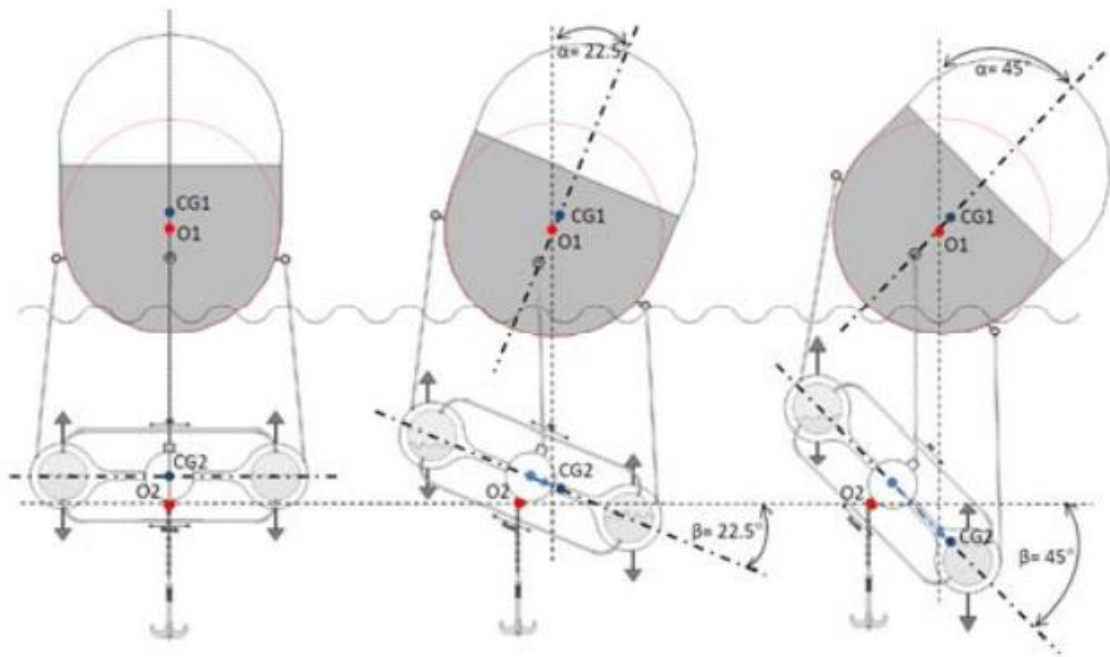 α= 22.5°
α= 45°
CG1
O1
CG1
O1
CG1
O1
CG2
O2
CG2
O2
β= 22.5°
O2
CG2
β= 45°